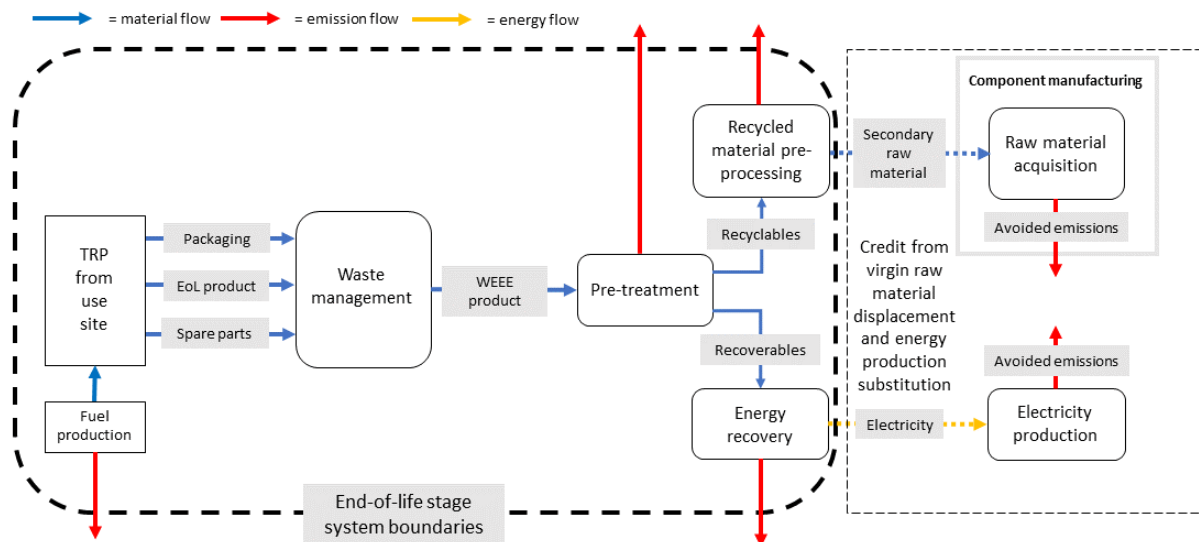 = material flow
= emission flow
= energy flow
Component manufacturing
Recycled
material pre-
processing
Secondary
raw
material
Raw material
acquisition
Avoided emissions
Packaging
EoL product
Spare parts
TRP
from
use
site
Waste
management
WEEE
product
Pre-treatment
Recyclables
Recoverables
Credit from
virgin raw
material
displacement
and energy
production
substitution
Avoided emissions
Fuel
production
Energy
recovery
Electricity
Electricity
production
End-of-life stage
system boundaries